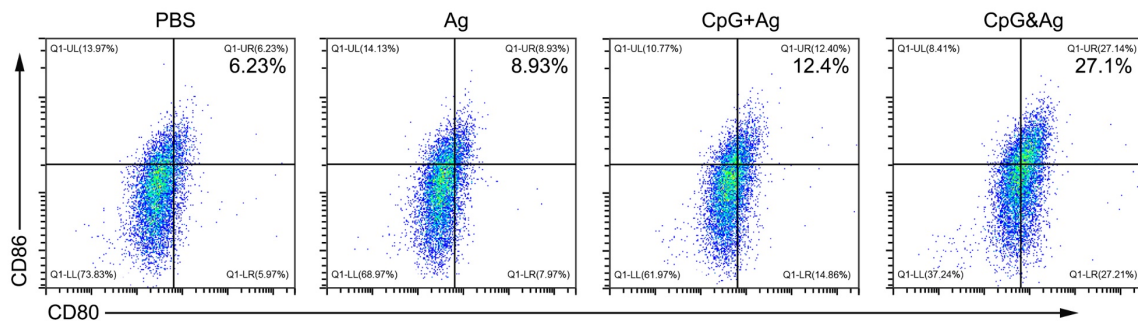 PBS
Ag
CpG+Ag
CpG&Ag
Q1-UL(13.97%)
Q1-UR(6.23%)
6.23%
Q1-LL(73.83%)
Q1-LR(5.97%)
Q1-UL(14.13%)
Q1-UR(8.93%)
8.93%
Q1-LL(68.97%)
Q1-LR(7.97%)
Q1-UL(10.77%)
Q1-UR(12.40%)
12.4%
Q1-LL(61.97%)
Q1-LR(14.86%)
Q1-UL(8.41%)
Q1-UR(27.14%)
27.1%
Q1-LL(37.24%)
Q1-LR(27.21%)
CD86
CD80